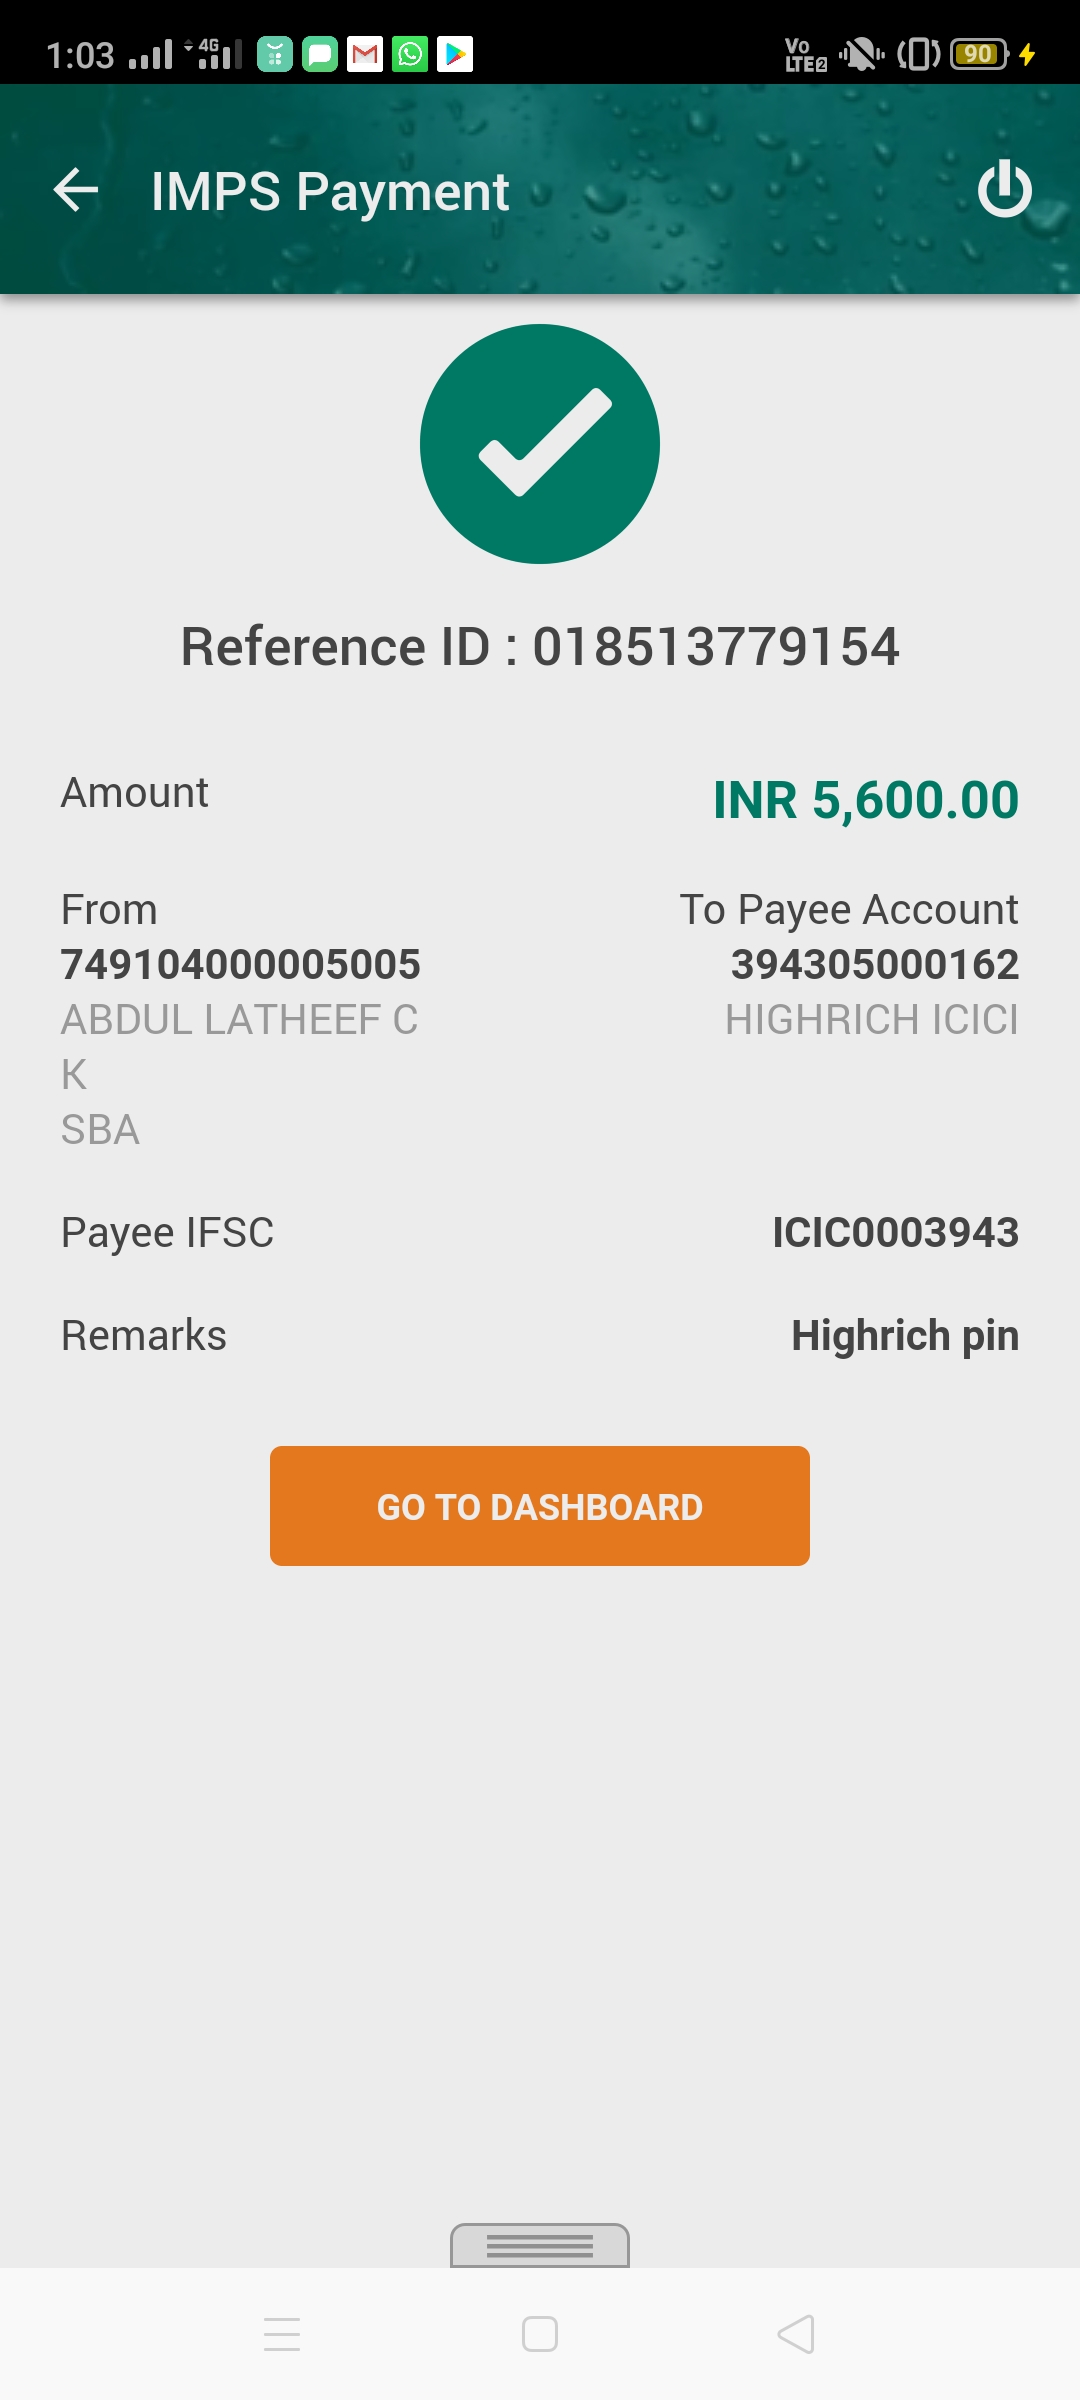 1:03 4G Vo LTE2 90
IMPS Payment
Reference ID : 018513779154
Amount INR 5,600.00
From To Payee Account
749104000005005 394305000162
ABDUL LATHEEF C HIGHRICH ICICI
K
SBA
Payee IFSC ICIC0003943
Remarks Highrich pin
GO TO DASHBOARD